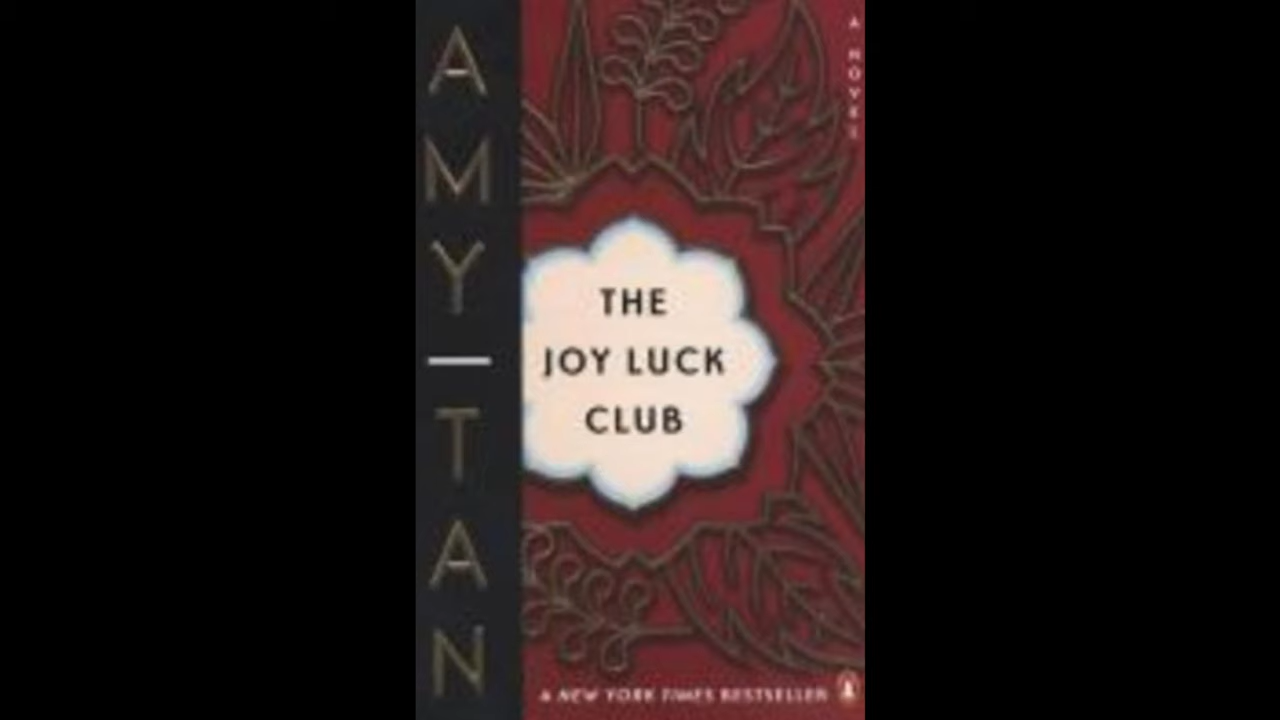 AMY TAN
A NOVEL
THE
JOY LUCK
CLUB
A NEW YORK TIMES BESTSELLER